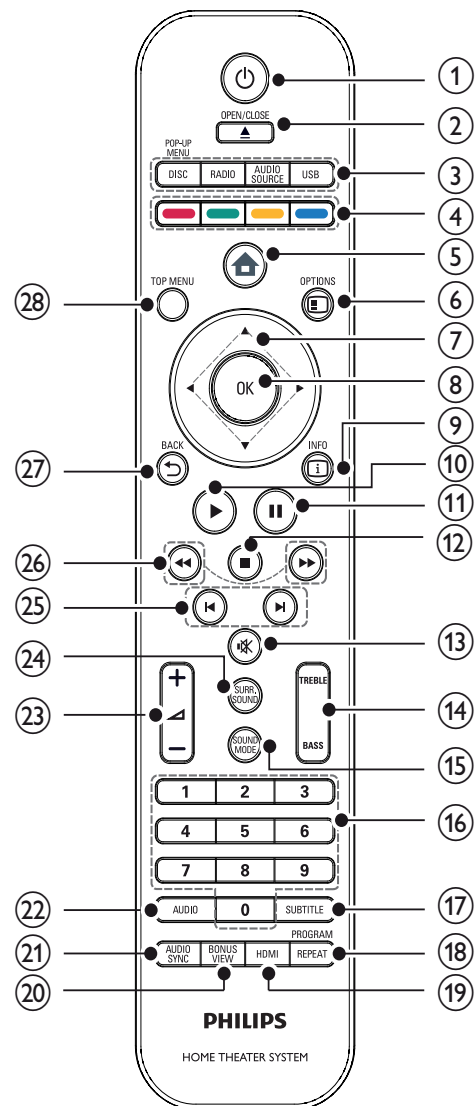 1
OPEN/CLOSE
2
POP-UP
MENU
DISC
RADIO
AUDIO
SOURCE
USB
3
4
5
TOP MENU
OPTIONS
28
6
7
OK
8
9
BACK
INFO
27
i
10
11
12
26
25
13
24
SURR.
SOUND
+
TREBLE
23
14
–
BASS
SOUND
MODE
15
1 2 3
16
4 5 6
7 8 9
22
AUDIO
0
SUBTITLE
17
PROGRAM
21
AUDIO
SYNC
BONUS
VIEW
HDMI
REPEAT
18
20
19
PHILIPS
HOME THEATER SYSTEM